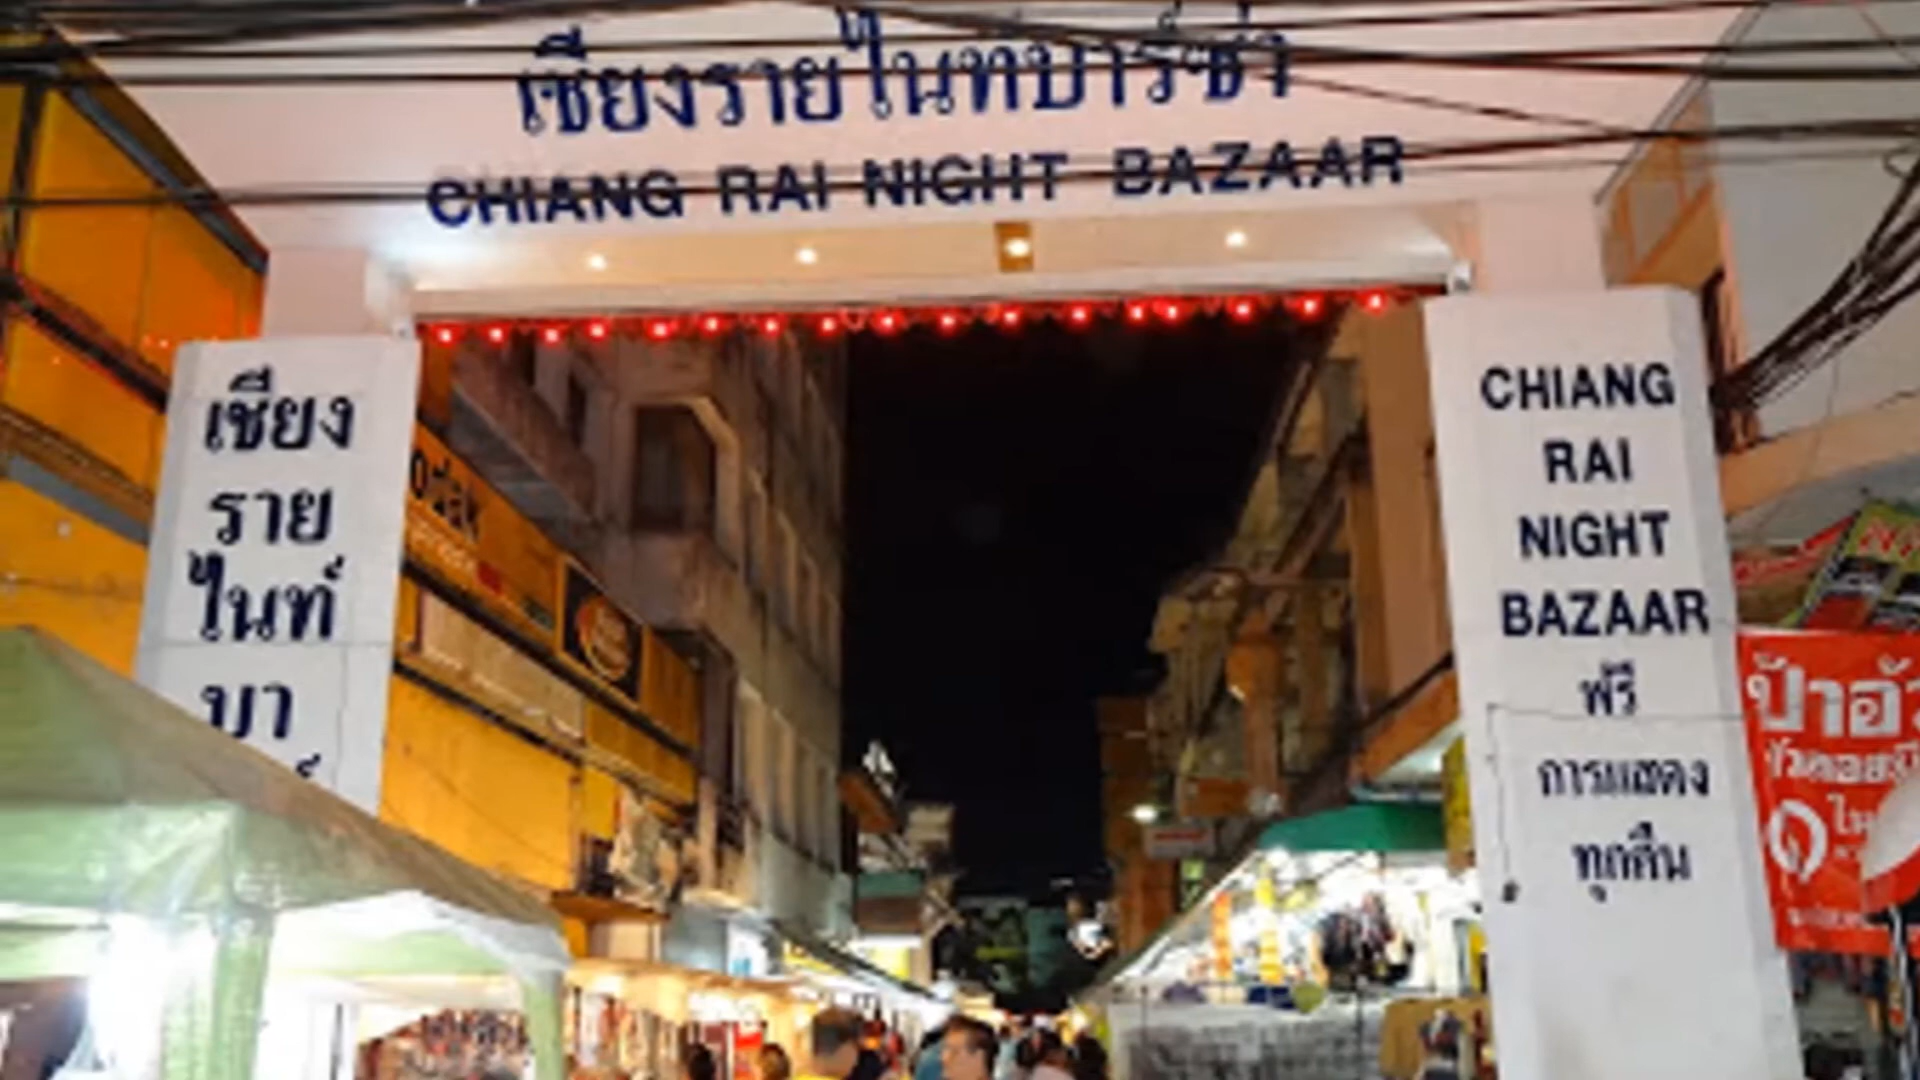 เชียงรายไนท์บาร์ซ่า
CHIANG RAI NIGHT BAZAAR
เชียง
ราย
ไนท์
บา
CHIANG
RAI
NIGHT
BAZAAR
ฟรี
การแสดง
ทุกคืน